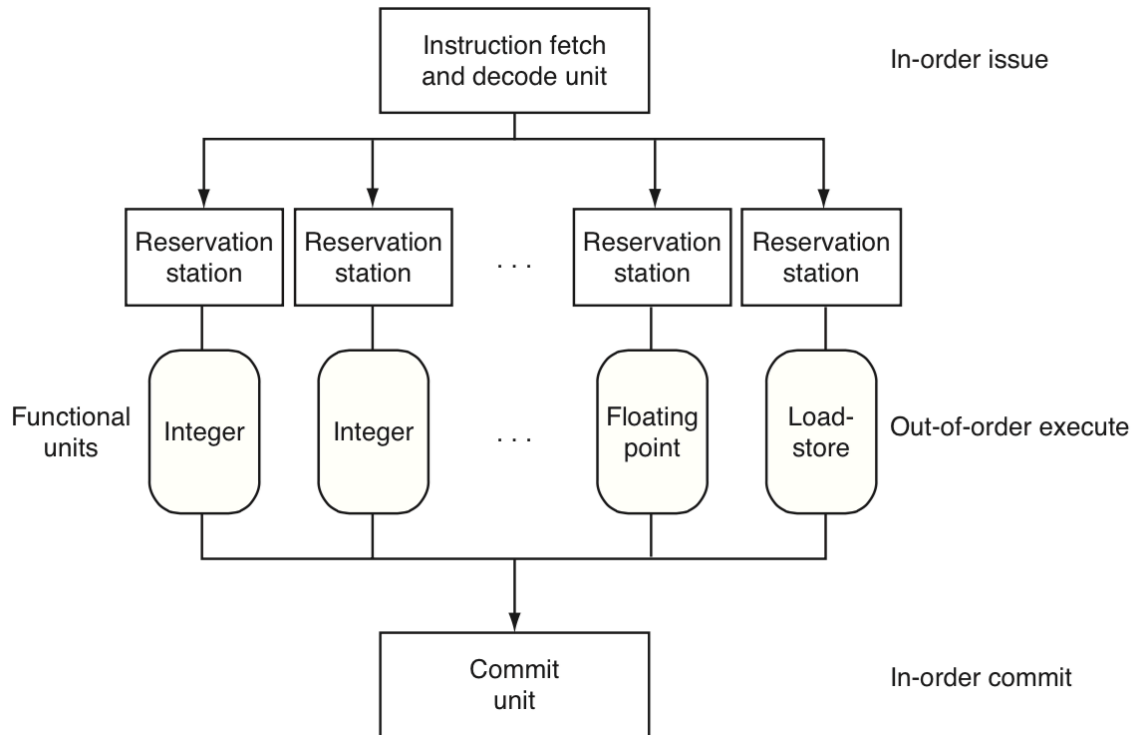 Instruction fetch
and decode unit
In-order issue
Reservation
station
Reservation
station
. . .
Reservation
station
Reservation
station
Functional
units
Integer
Integer
. . .
Floating
point
Load-
store
Out-of-order execute
Commit
unit
In-order commit